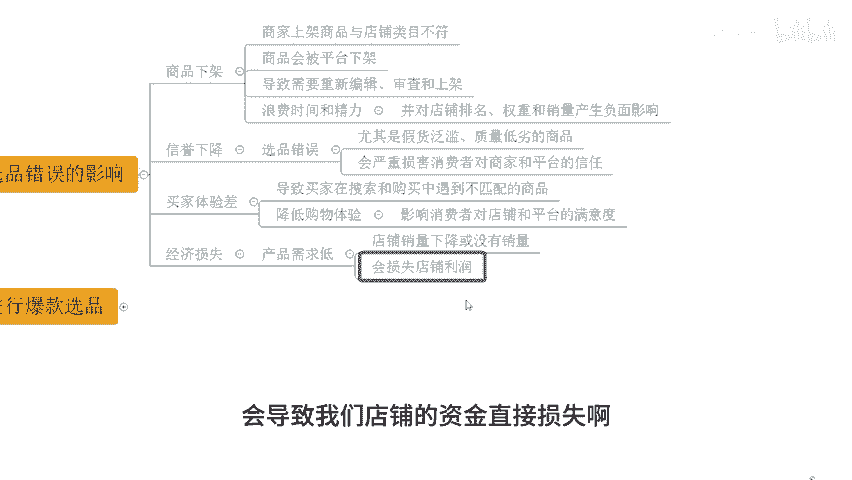 商家上架商品与店铺类目不符
商品下架
商品会被平台下架
导致需要重新编辑、审查和上架
浪费时间和精力 并对店铺排名、权重和销量产生负面影响
信誉下降 选品错误
尤其是假货泛滥、质量低劣的商品
会严重损害消费者对商家和平台的信任
品错误的影响
买家体验差
导致买家在搜索和购买中遇到不匹配的商品
降低购物体验 影响消费者对店铺和平台的满意度
经济损失 产品需求低
店铺销量下降或没有销量
会损失店铺利润
行爆款选品
会导致我们店铺的资金直接损失啊